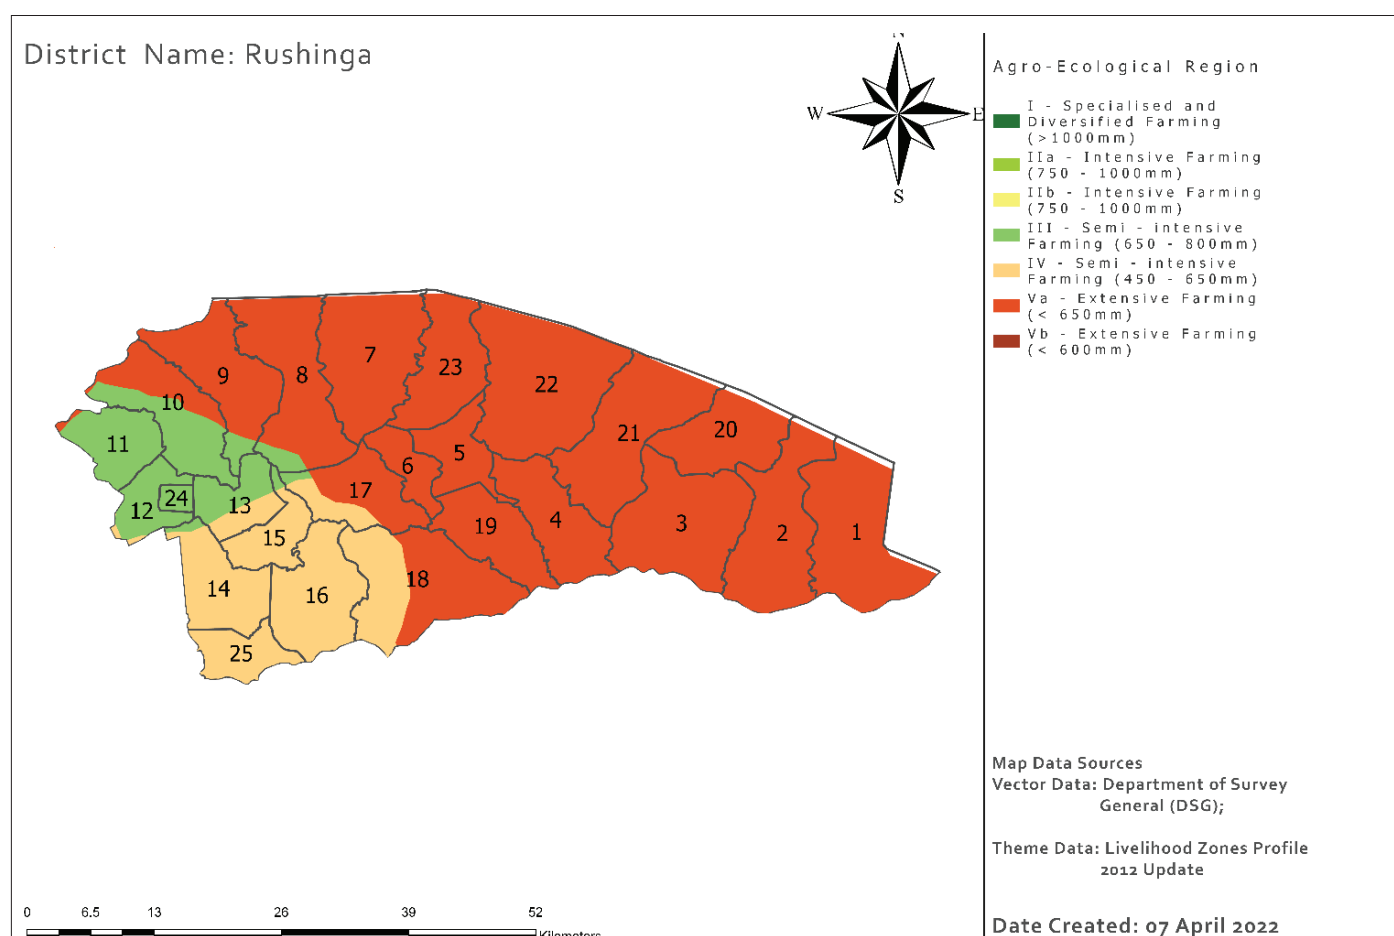 District Name: Rushinga
N
W
E
S
Agro-Ecological Region
I - Specialised and
Diversified Farming
(>1000mm)
IIa - Intensive Farming
(750 - 1000mm)
IIb - Intensive Farming
(750 - 1000mm)
III - Semi - intensive
Farming (650 - 800mm)
IV - Semi - intensive
Farming (450 - 650mm)
Va - Extensive Farming
(< 650mm)
Vb - Extensive Farming
(< 600mm)
7
23
9
8
22
10
20
21
11
5
6
17
24
13
12
19
4
3
2
1
15
18
14
16
25
Map Data Sources
Vector Data: Department of Survey
General (DSG);
Theme Data: Livelihood Zones Profile
2012 Update
Date Created: 07 April 2022
0 6.5 13 26 39 52
Kilometers